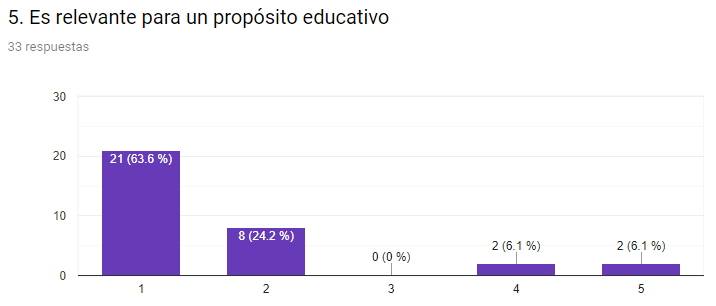 5. Es relevante para un propósito educativo
33 respuestas
30
20
10
0
21 (63.6 %)
8 (24.2 %)
0 (0 %)
2 (6.1 %)
2 (6.1 %)
1 2 3 4 5